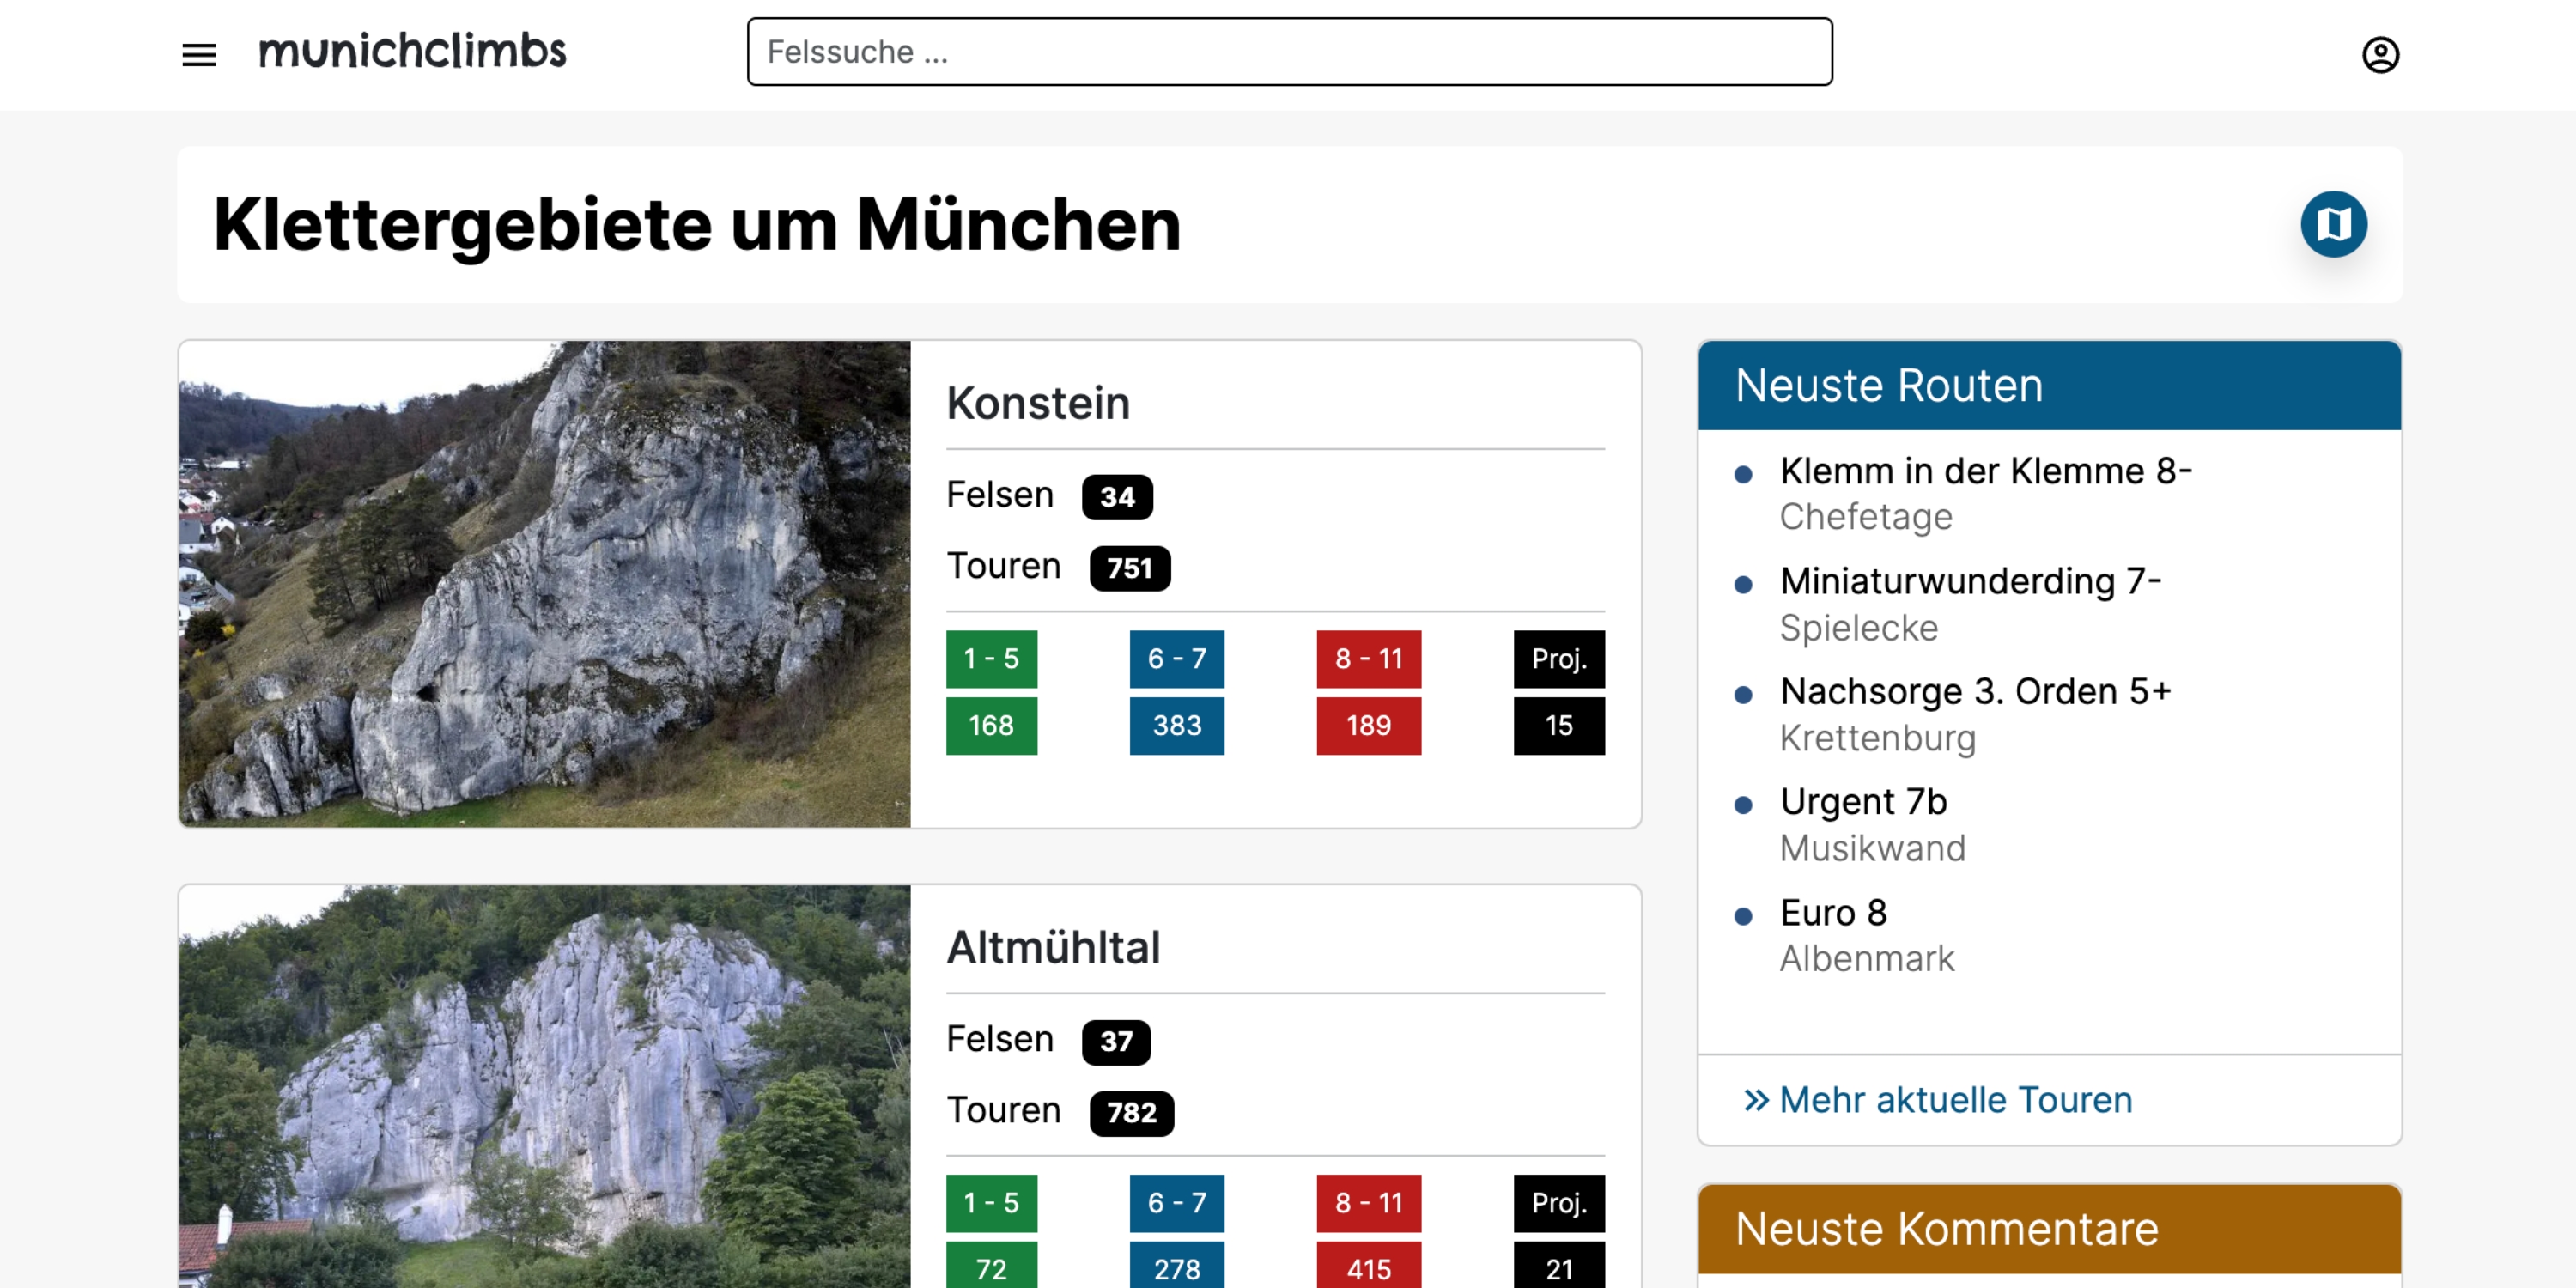 munichclimbs
Felssuche ...
Klettergebiete um München
Konstein
Felsen 34
Touren 751
1 - 5 6 - 7 8 - 11 Proj.
168 383 189 15
Altmühltal
Felsen 37
Touren 782
1 - 5 6 - 7 8 - 11 Proj.
72 278 415 21
Neuste Routen
Klemm in der Klemme 8-
Chefetage
Miniaturwunderding 7-
Spielecke
Nachsorge 3. Orden 5+
Krettenburg
Urgent 7b
Musikwand
Euro 8
Albenmark
» Mehr aktuelle Touren
Neuste Kommentare